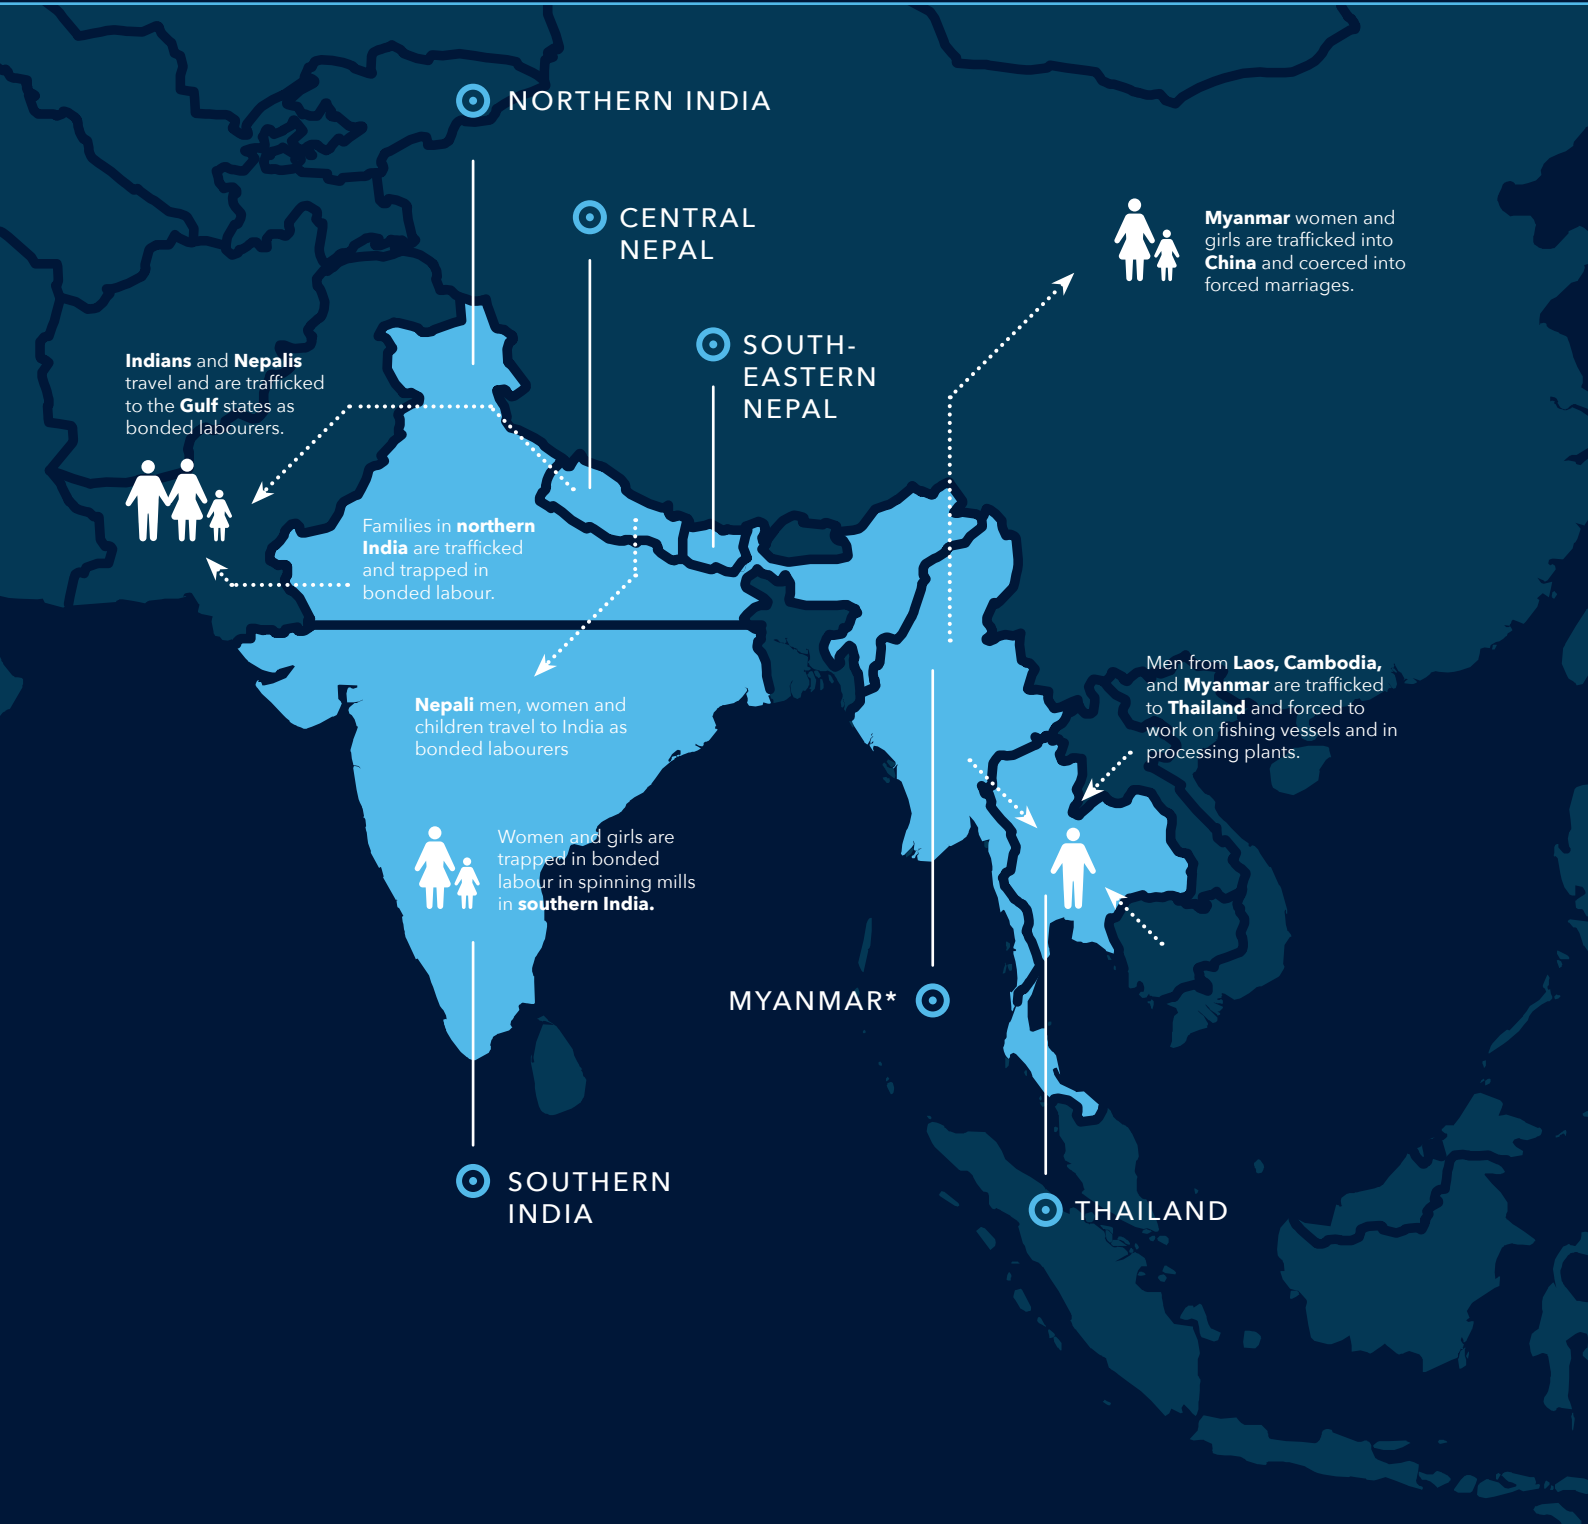 NORTHERN INDIA
CENTRAL
NEPAL
Myanmar women and
girls are trafficked into
China and coerced into
forced marriages.
SOUTH-
EASTERN
NEPAL
Indians and Nepalis
travel and are trafficked
to the Gulf states as
bonded labourers.
Families in northern
India are trafficked
and trapped in
bonded labour.
Men from Laos, Cambodia,
and Myanmar are trafficked
to Thailand and forced to
work on fishing vessels and in
processing plants.
Nepali men, women and
children travel to India as
bonded labourers
Women and girls are
trapped in bonded
labour in spinning mills
in southern India.
MYANMAR*
SOUTHERN
INDIA
THAILAND